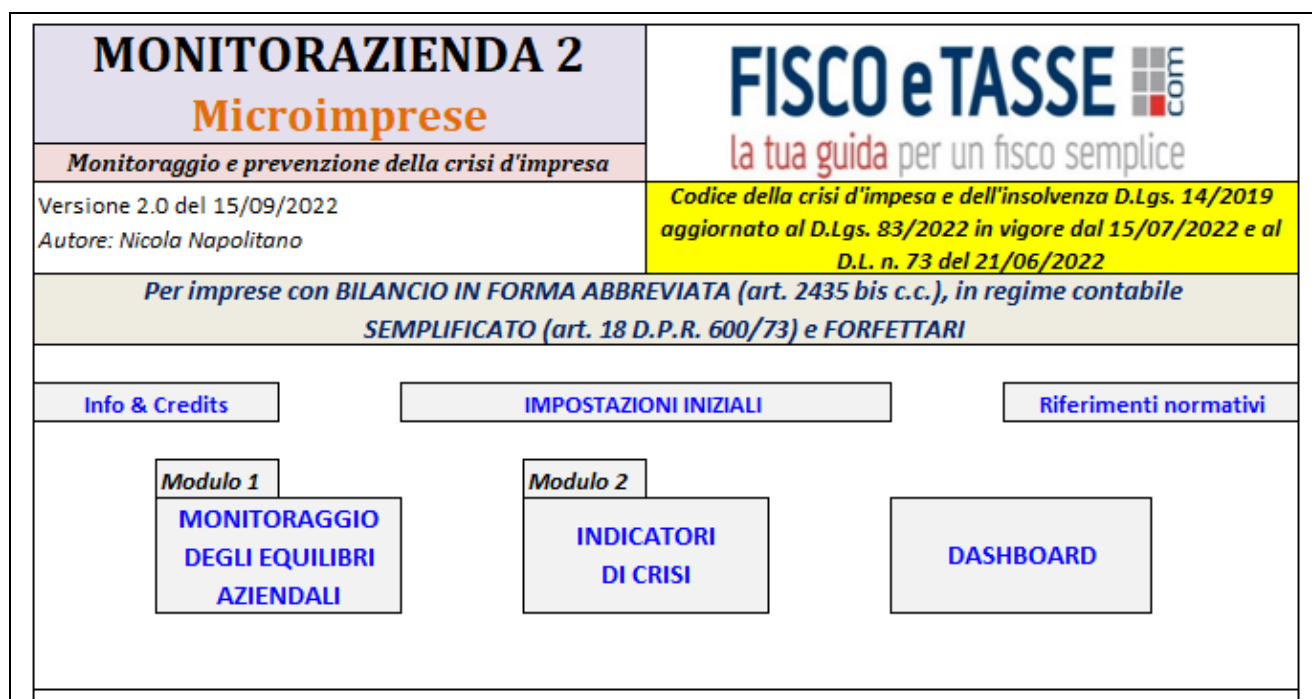 MONITORAZIENDA 2
Microimprese
Monitoraggio e prevenzione della crisi d'impresa
Versione 2.0 del 15/09/2022
Autore: Nicola Napolitano
FISCO e TASSE .com
la tua guida per un fisco semplice
Codice della crisi d'impesa e dell'insolvenza D.Lgs. 14/2019
aggiornato al D.Lgs. 83/2022 in vigore dal 15/07/2022 e al
D.L. n. 73 del 21/06/2022
Per imprese con BILANCIO IN FORMA ABBREVIATA (art. 2435 bis c.c.), in regime contabile
SEMPLIFICATO (art. 18 D.P.R. 600/73) e FORFETTARI
Info & Credits
IMPOSTAZIONI INIZIALI
Riferimenti normativi
Modulo 1
MONITORAGGIO
DEGLI EQUILIBRI
AZIENDALI
Modulo 2
INDICATORI
DI CRISI
DASHBOARD